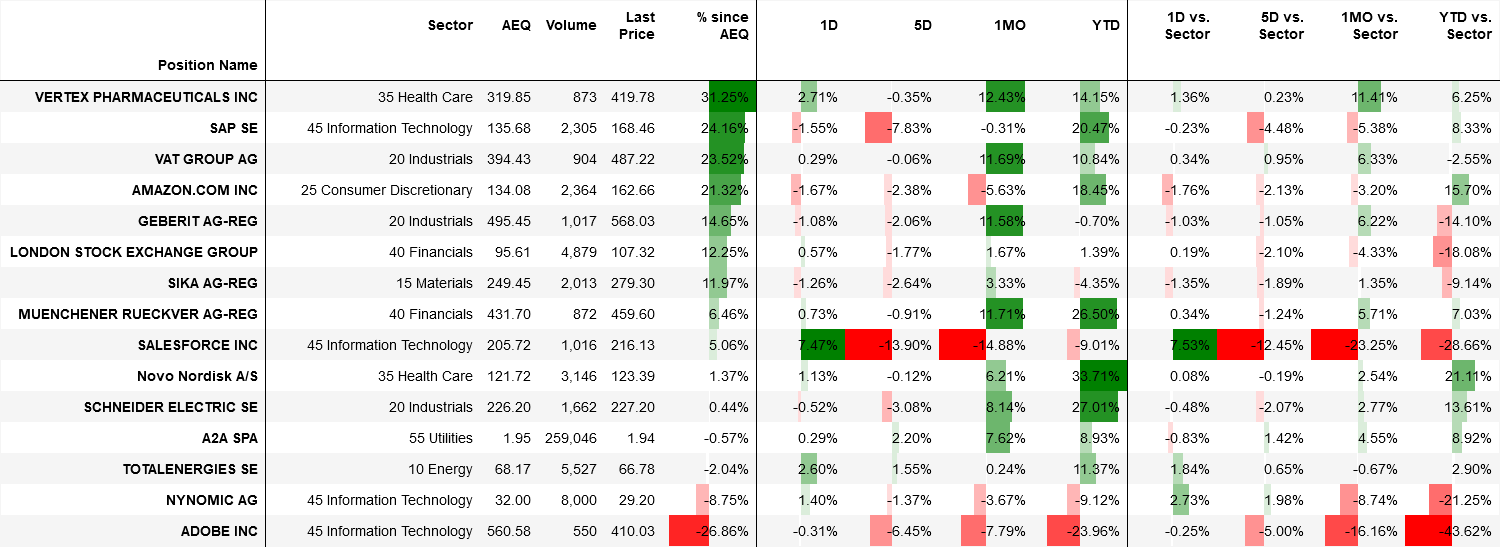 Position Name Sector AEQ Volume Last Price % since AEQ 1D 5D 1MO YTD 1D vs. Sector 5D vs. Sector 1MO vs. Sector YTD vs. Sector
VERTEX PHARMACEUTICALS INC 35 Health Care 319.85 873 419.78 31.25% 2.71% -0.35% 12.43% 14.15% 1.36% 0.23% 11.41% 6.25%
SAP SE 45 Information Technology 135.68 2,305 168.46 24.16% -1.55% -7.83% -0.31% 20.47% -0.23% -4.48% -5.38% 8.33%
VAT GROUP AG 20 Industrials 394.43 904 487.22 23.52% 0.29% -0.06% 11.69% 10.84% 0.34% 0.95% 6.33% -2.55%
AMAZON.COM INC 25 Consumer Discretionary 134.08 2,364 162.66 21.32% -1.67% -2.38% -5.63% 18.45% -1.76% -2.13% -3.20% 15.70%
GEBERIT AG-REG 20 Industrials 495.45 1,017 568.03 14.65% -1.08% -2.06% 11.58% -0.70% -1.03% -1.05% 6.22% -14.10%
LONDON STOCK EXCHANGE GROUP 40 Financials 95.61 4,879 107.32 12.25% 0.57% -1.77% 1.67% 1.39% 0.19% -2.10% -4.33% -18.08%
SIKA AG-REG 15 Materials 249.45 2,013 279.30 11.97% -1.26% -2.64% 3.33% -4.35% -1.35% -1.89% 1.35% -9.14%
MUENCHENER RUECKVER AG-REG 40 Financials 431.70 872 459.60 6.46% 0.73% -0.91% 11.71% 26.50% 0.34% -1.24% 5.71% 7.03%
SALESFORCE INC 45 Information Technology 205.72 1,016 216.13 5.06% 7.47% -13.90% -14.88% -9.01% 7.53% -12.45% -23.25% -28.66%
Novo Nordisk A/S 35 Health Care 121.72 3,146 123.39 1.37% 1.13% -0.12% 6.21% 33.71% 0.08% -0.19% 2.54% 21.11%
SCHNEIDER ELECTRIC SE 20 Industrials 226.20 1,662 227.20 0.44% -0.52% -3.08% 8.14% 27.01% -0.48% -2.07% 2.77% 13.61%
A2A SPA 55 Utilities 1.95 259,046 1.94 -0.57% 0.29% 2.20% 7.62% 8.93% -0.83% 1.42% 4.55% 8.92%
TOTALENERGIES SE 10 Energy 68.17 5,527 66.78 -2.04% 2.60% 1.55% 0.24% 11.37% 1.84% 0.65% -0.67% 2.90%
NYNOMIC AG 45 Information Technology 32.00 8,000 29.20 -8.75% 1.40% -1.37% -3.67% -9.12% 2.73% 1.98% -8.74% -21.25%
ADOBE INC 45 Information Technology 560.58 550 410.03 -26.86% -0.31% -6.45% -7.79% -23.96% -0.25% -5.00% -16.16% -43.62%